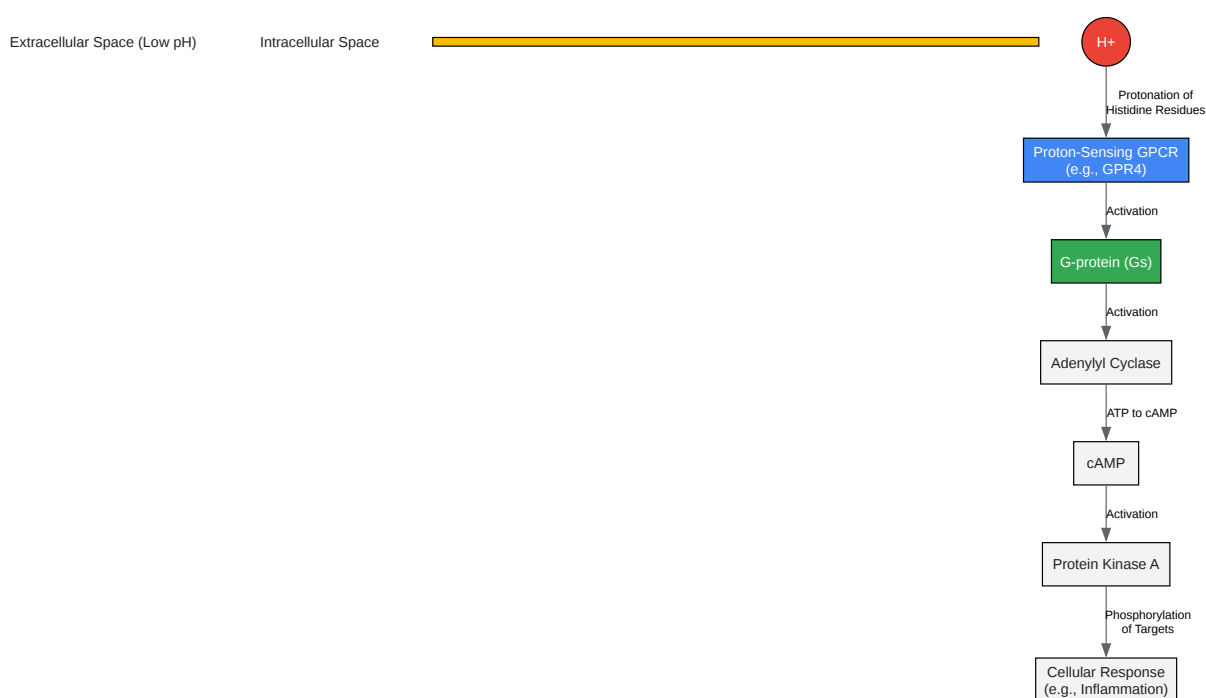 Extracellular Space (Low pH)
Intracellular Space
H+
Protonation of
Histidine Residues
Proton-Sensing GPCR
(e.g., GPR4)
Activation
G-protein (Gs)
Activation
Adenylyl Cyclase
ATP to cAMP
cAMP
Activation
Protein Kinase A
Phosphorylation
of Targets
Cellular Response
(e.g., Inflammation)